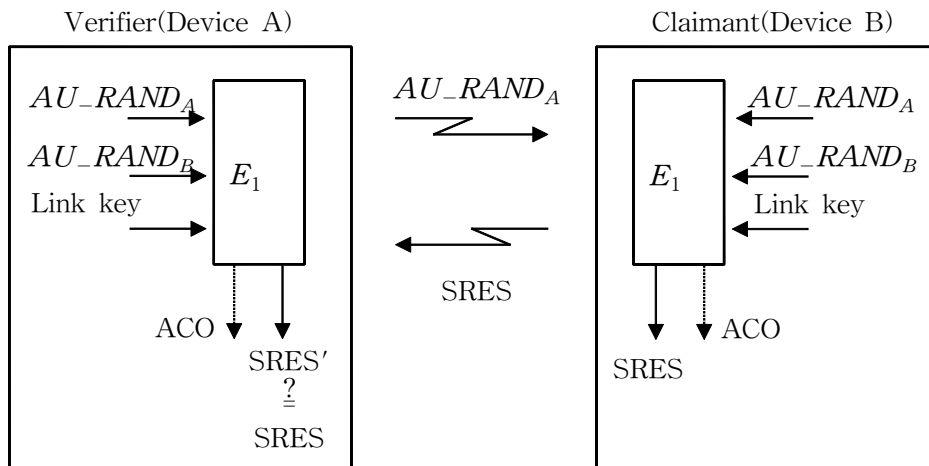 Verifier(Device A)
Claimant(Device B)
AU_RAND_A
AU_RAND_B
Link key
E_1
ACO
SRES′
?
=
SRES
AU_RAND_A
SRES
E_1
AU_RAND_A
AU_RAND_B
Link key
SRES
ACO